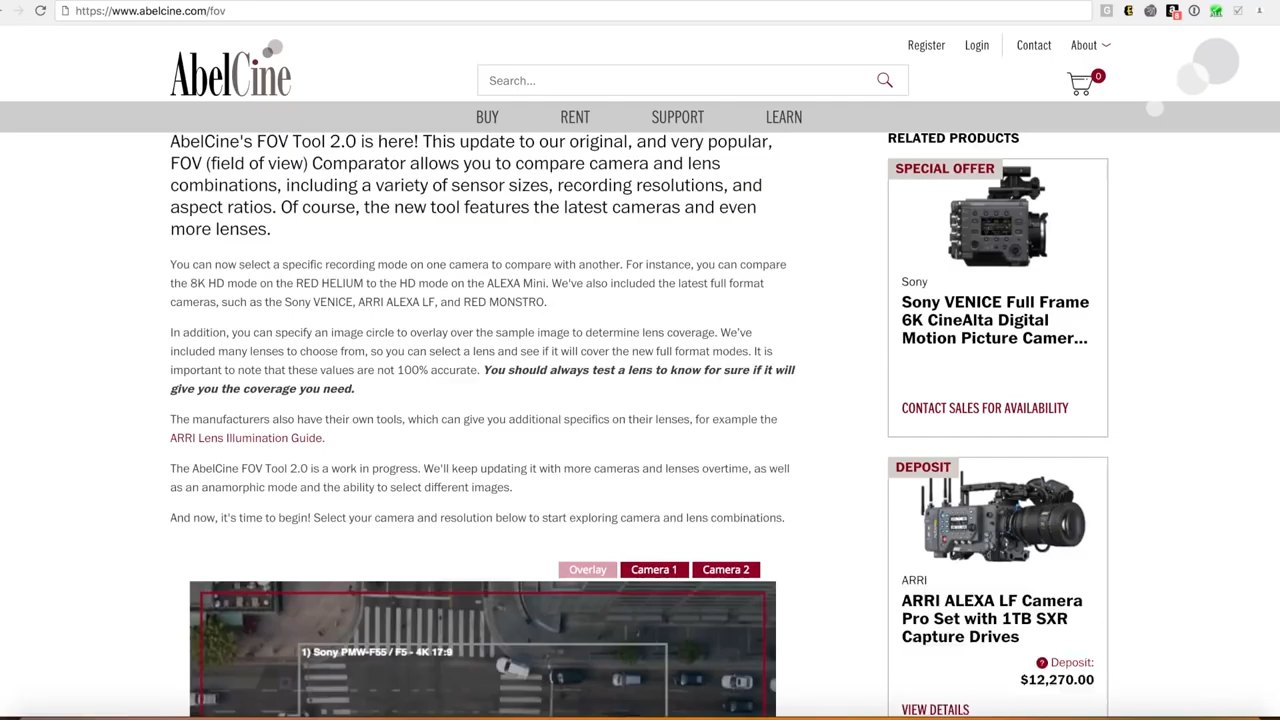 https://www.abelcine.com/fov
AbelCine
Register
Login
Contact
About
Search...
0
BUY
RENT
SUPPORT
LEARN
AbelCine's FOV Tool 2.0 is here! This update to our original, and very popular,
FOV (field of view) Comparator allows you to compare camera and lens
combinations, including a variety of sensor sizes, recording resolutions, and
aspect ratios. Of course, the new tool features the latest cameras and even
more lenses.
You can now select a specific recording mode on one camera to compare with another. For instance, you can compare
the 8K HD mode on the RED HELIUM to the HD mode on the ALEXA Mini. We've also included the latest full format
cameras, such as the Sony VENICE, ARRI ALEXA LF, and RED MONSTRO.
In addition, you can specify an image circle to overlay over the sample image to determine lens coverage. We've
included many lenses to choose from, so you can select a lens and see if it will cover the new full format modes. It is
important to note that these values are not 100% accurate. You should always test a lens to know for sure if it will
give you the coverage you need.
The manufacturers also have their own tools, which can give you additional specifics on their lenses, for example the
ARRI Lens Illumination Guide.
The AbelCine FOV Tool 2.0 is a work in progress. We'll keep updating it with more cameras and lenses overtime, as well
as an anamorphic mode and the ability to select different images.
And now, it's time to begin! Select your camera and resolution below to start exploring camera and lens combinations.
Overlay
Camera 1
Camera 2
1) Sony PMW-F55 / F5 - 4K 17:9
RELATED PRODUCTS
SPECIAL OFFER
Sony
Sony VENICE Full Frame
6K CineAlta Digital
Motion Picture Camer...
CONTACT SALES FOR AVAILABILITY
DEPOSIT
ARRI
ARRI ALEXA LF Camera
Pro Set with 1TB SXR
Capture Drives
? Deposit:
$12,270.00
VIEW DETAILS